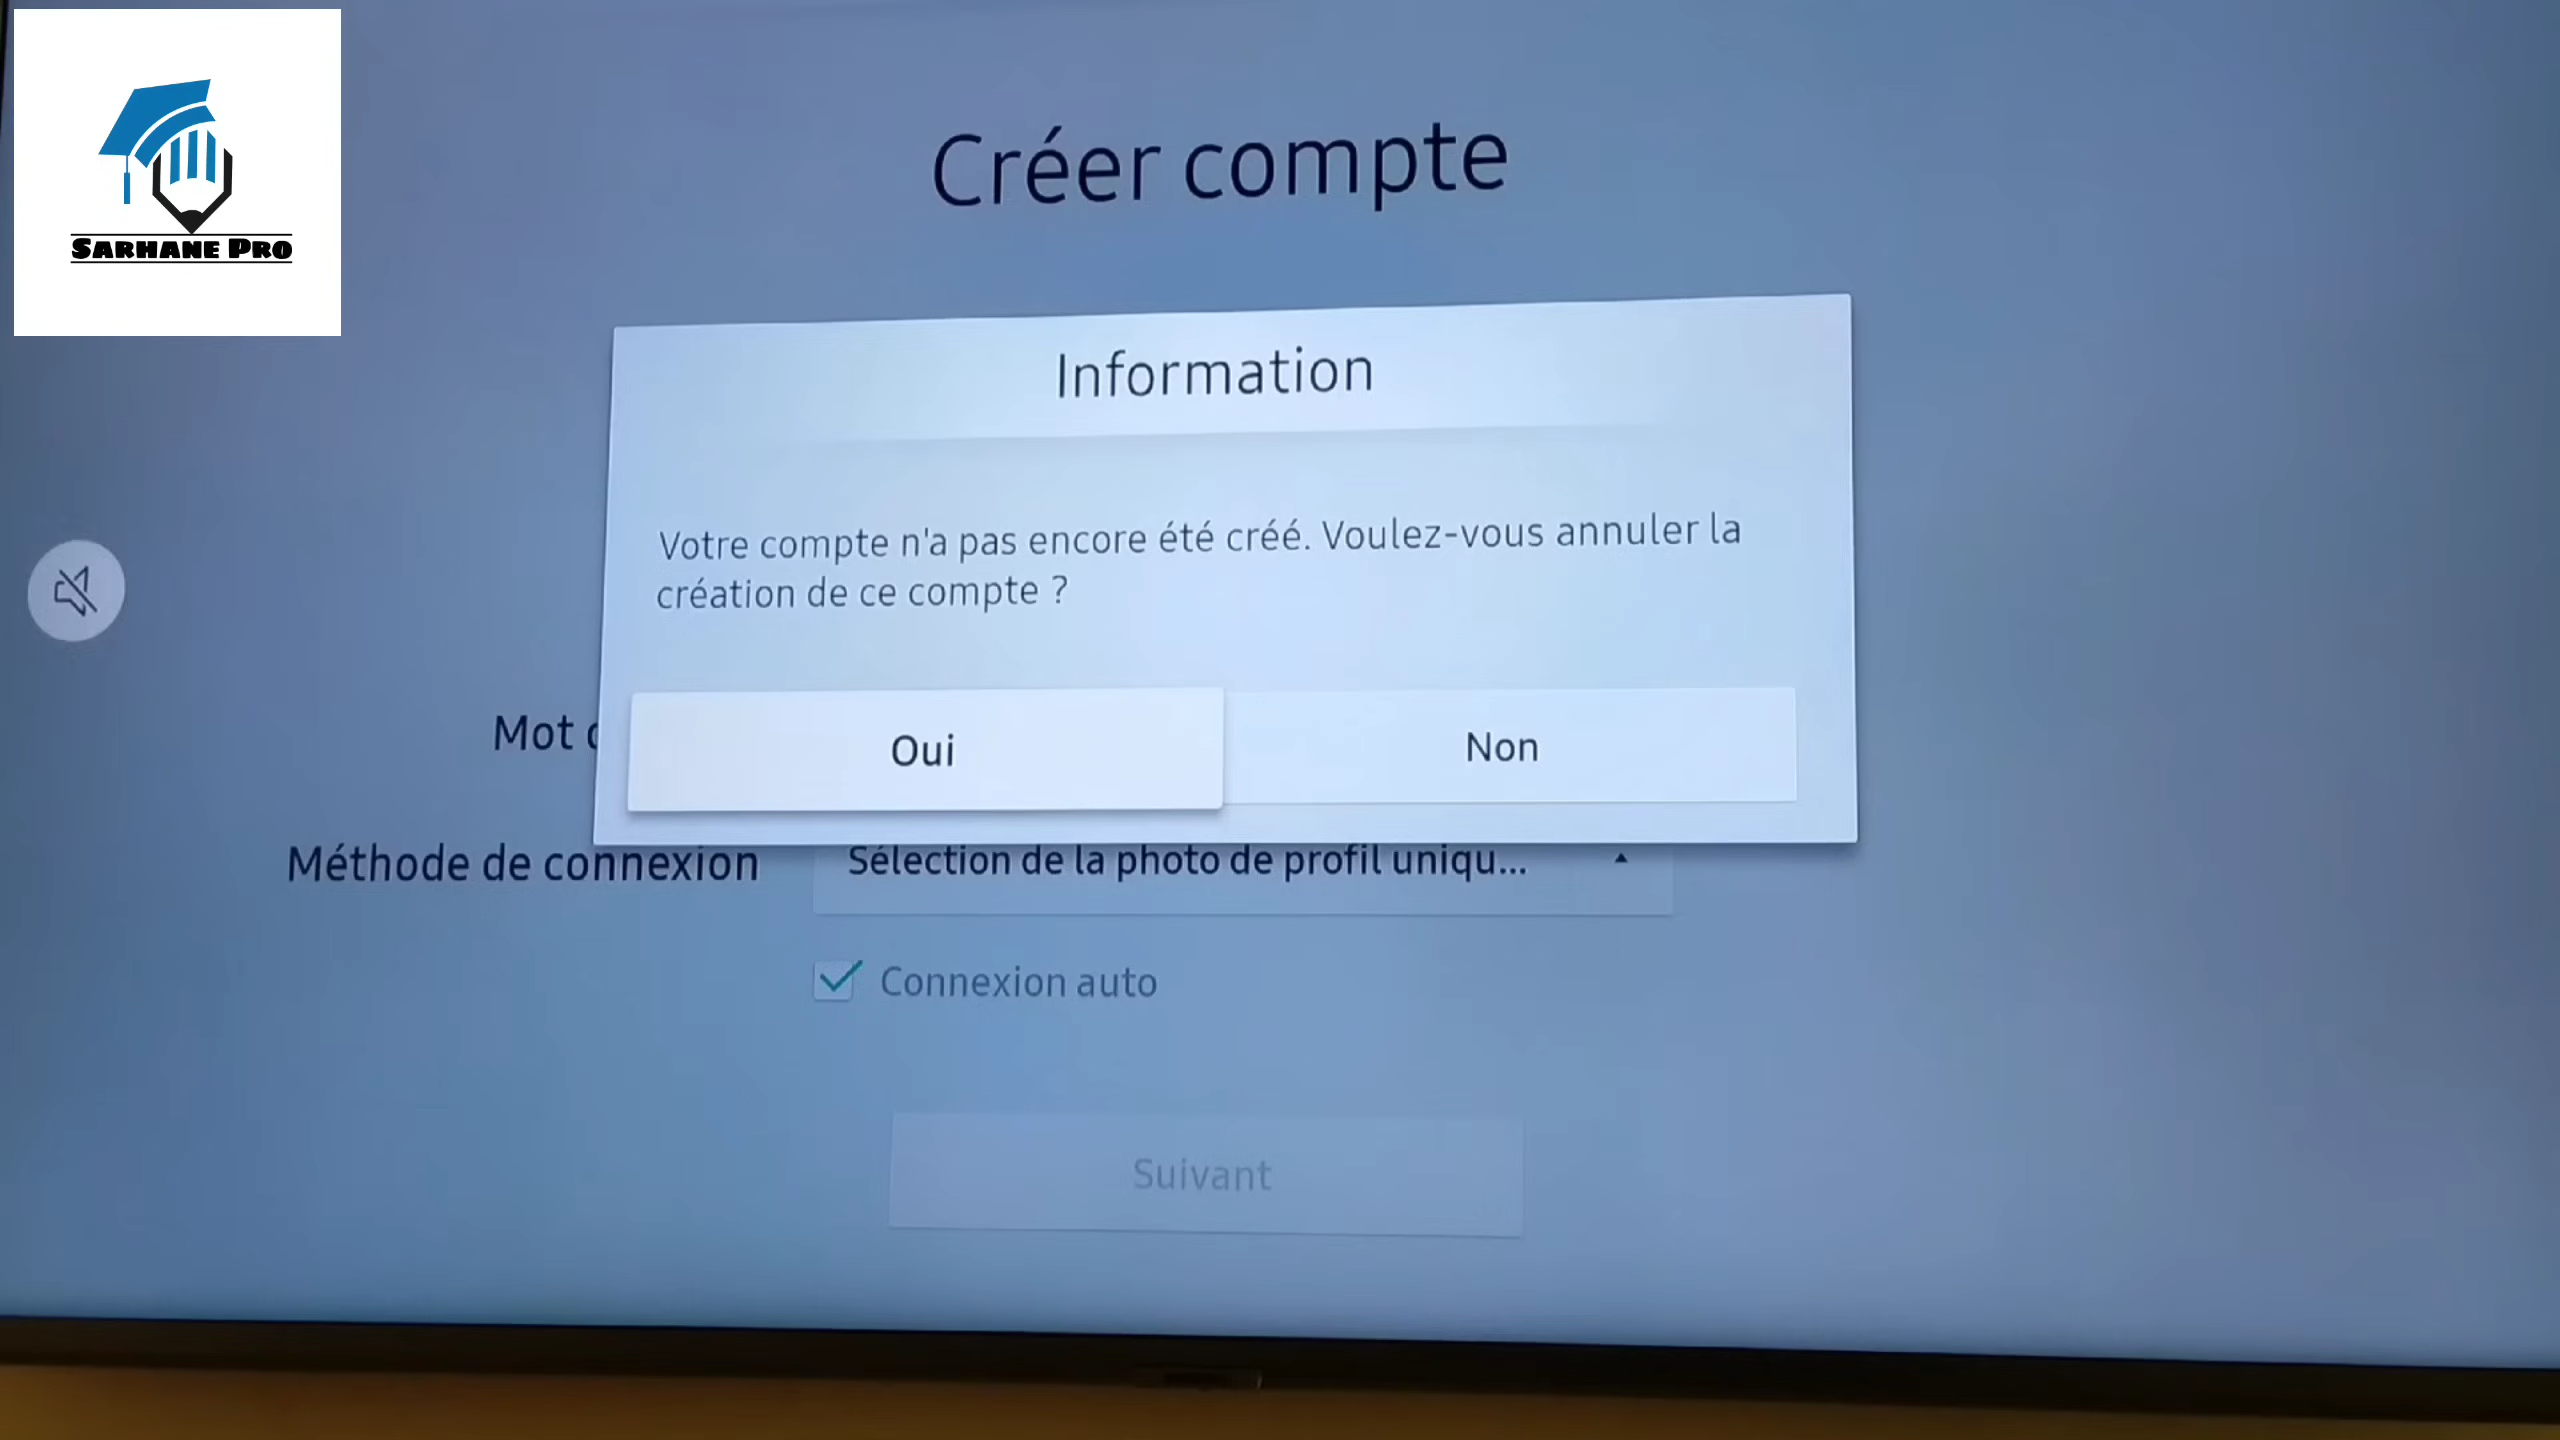 SARHANE PRO
Créer compte
Information
Votre compte n'a pas encore été créé. Voulez-vous annuler la
création de ce compte ?
Oui
Non
Mot
Méthode de connexion
Sélection de la photo de profil uniqu...
Connexion auto
Suivant